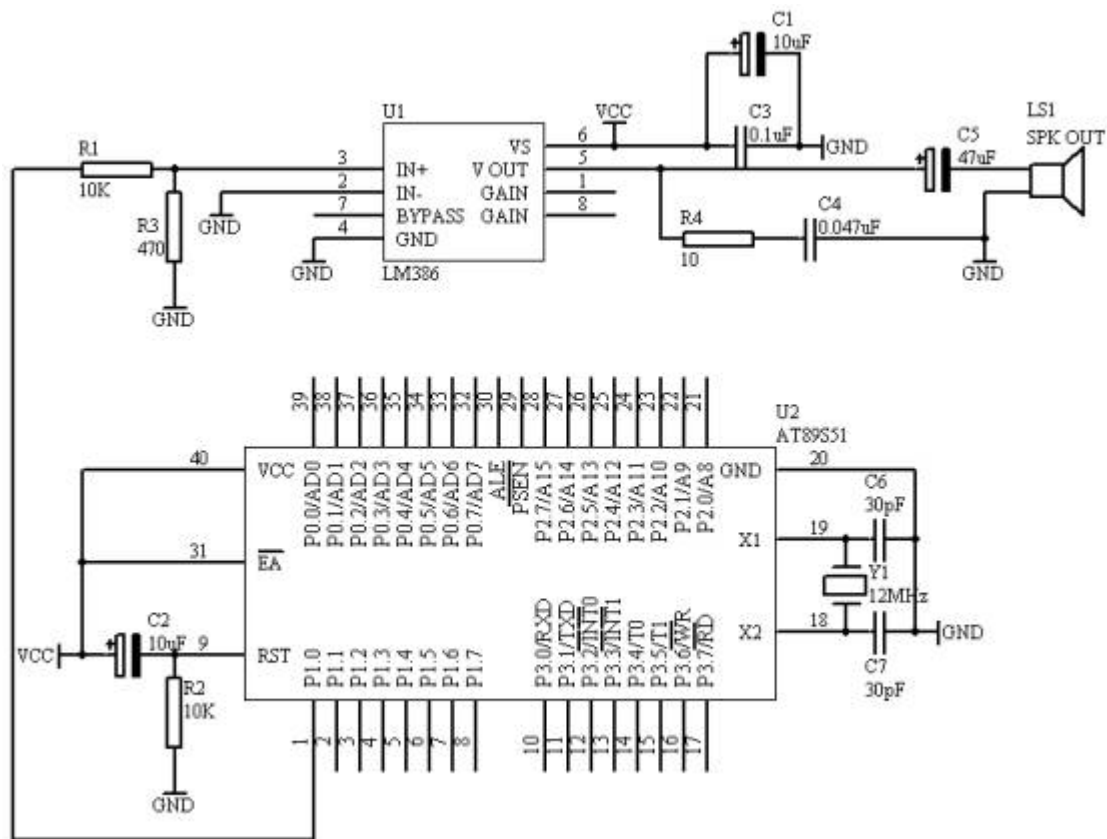 C1
10uF
U1
VCC
C3
0.1uF
GND
LS1
SPK OUT
C5
47uF
R1
10K
3
2
7
4
IN+
IN-
BYPASS
GND
VS
V OUT
GAIN
GAIN
6
5
1
8
LM386
GND
GND
R3
470
GND
R4
10
C4
0.047uF
GND
39
38
37
36
35
34
33
32
30
29
28
27
26
25
24
23
22
21
U2
AT89S51
40
VCC
P0.0/AD0
P0.1/AD1
P0.2/AD2
P0.3/AD3
P0.4/AD4
P0.5/AD5
P0.6/AD6
P0.7/AD7
ALE
PSEN
P2.7/A15
P2.6/A14
P2.5/A13
P2.4/A12
P2.3/A11
P2.2/A10
P2.1/A9
P2.0/A8
GND
20
C6
30pF
31
EA
X1
19
Y1
12MHz
C2
10uF
VCC
9
RST
P1.0
P1.1
P1.2
P1.3
P1.4
P1.5
P1.6
P1.7
P3.0/RXD
P3.1/TXD
P3.2/INT0
P3.3/INT1
P3.4/T0
P3.5/T1
P3.6/WR
P3.7/RD
X2
18
GND
C7
30pF
R2
10K
GND
1
2
3
4
5
6
7
8
10
11
12
13
14
15
16
17